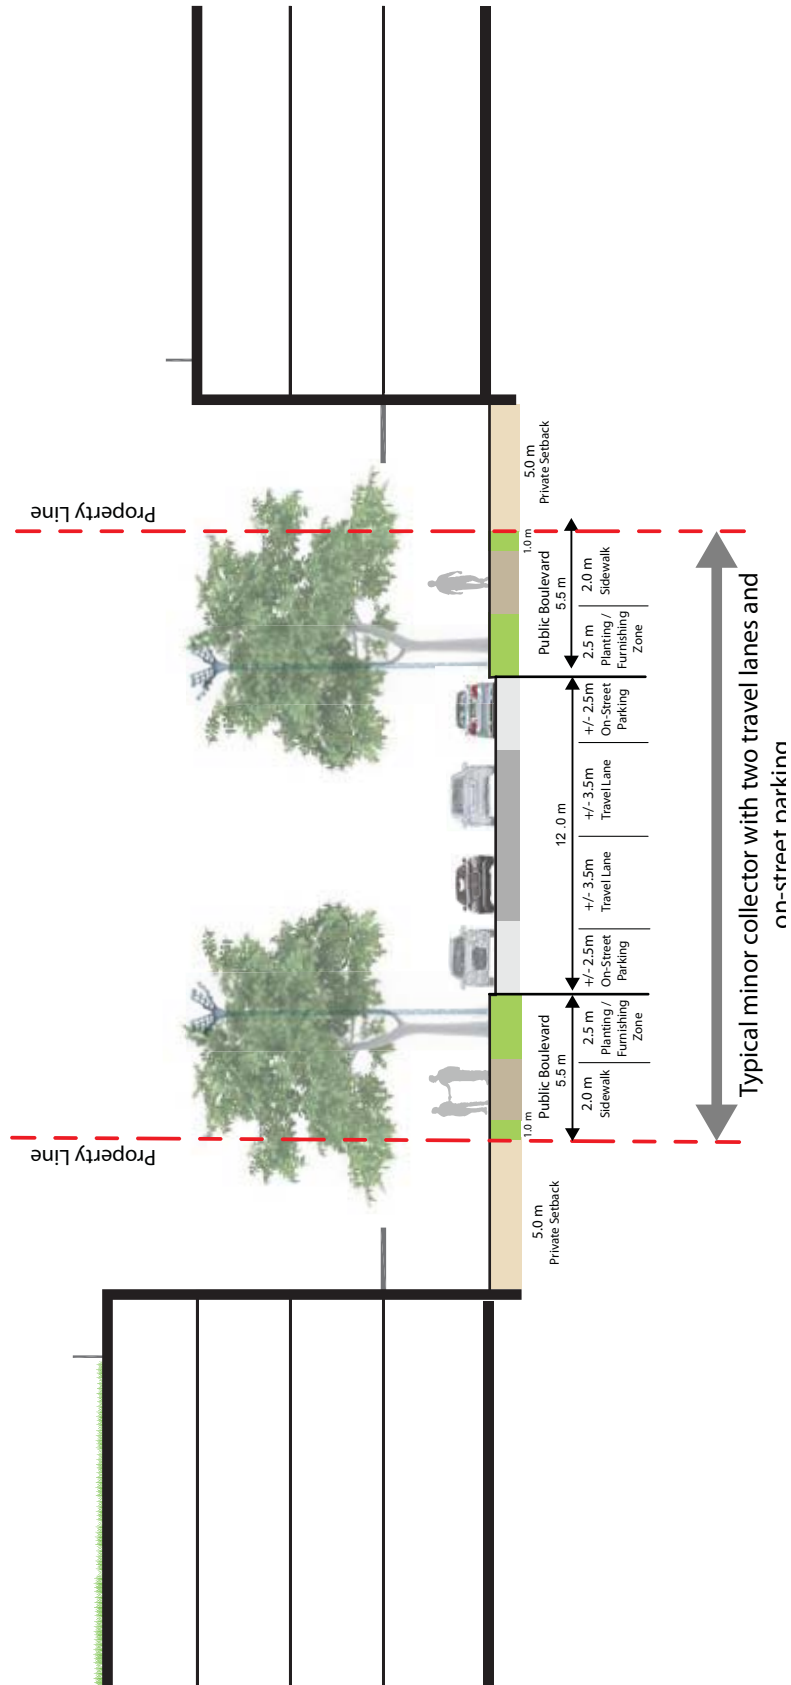 Property Line
Property Line
5.0 m
Private Setback
1.0 m
Public Boulevard
5.5 m
2.0 m
Sidewalk
2.5 m
Planting /
Furnishing
Zone
12 .0 m
+/- 2.5m
On-Street
Parking
+/- 3.5m
Travel Lane
+/- 3.5m
Travel Lane
+/- 2.5m
On-Street
Parking
Public Boulevard
5.5 m
2.5 m
Planting /
Furnishing
Zone
2.0 m
Sidewalk
1.0 m
5.0 m
Private Setback
Typical minor collector with two travel lanes and
on-street parking